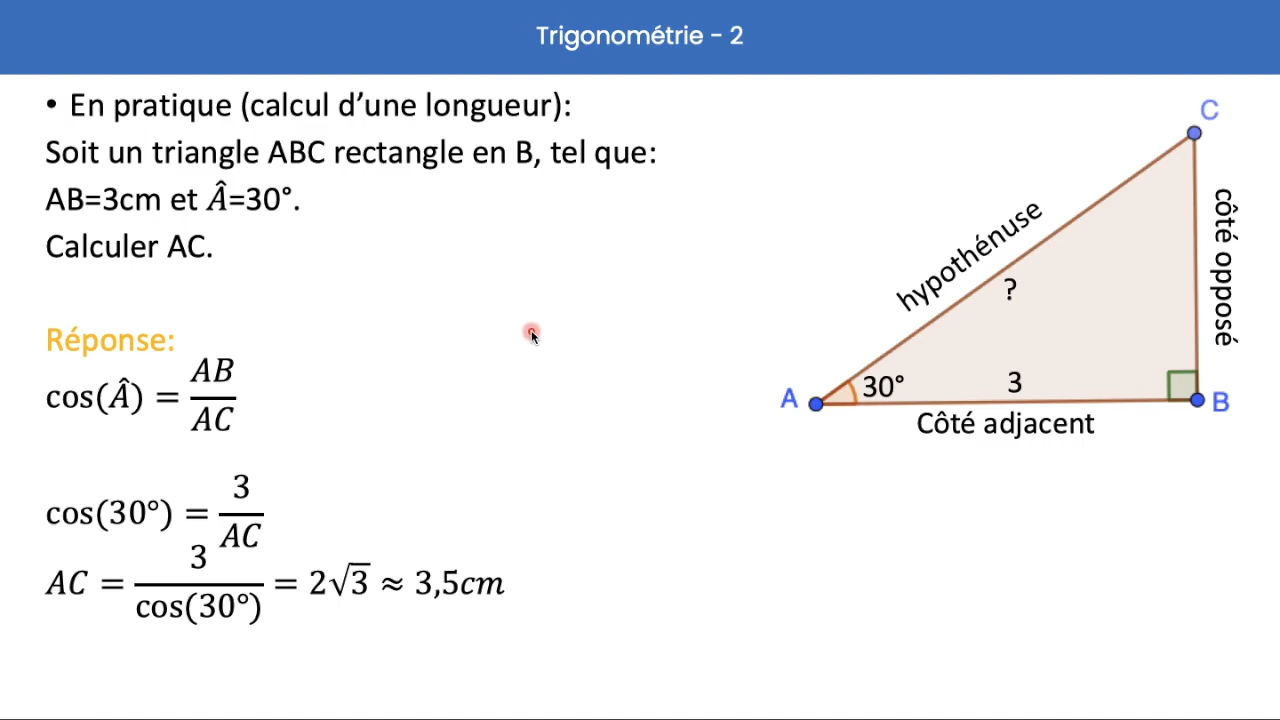 Trigonométrie - 2
• En pratique (calcul d’une longueur):
Soit un triangle ABC rectangle en B, tel que:
AB=3cm et Â=30°.
Calculer AC.
Réponse:
cos(Â) = AB/AC
cos(30°) = 3/AC
AC = 3/cos(30°) = 2√3 ≈ 3,5cm
C
hypothénuse
côté opposé
?
A
30°
3
B
Côté adjacent